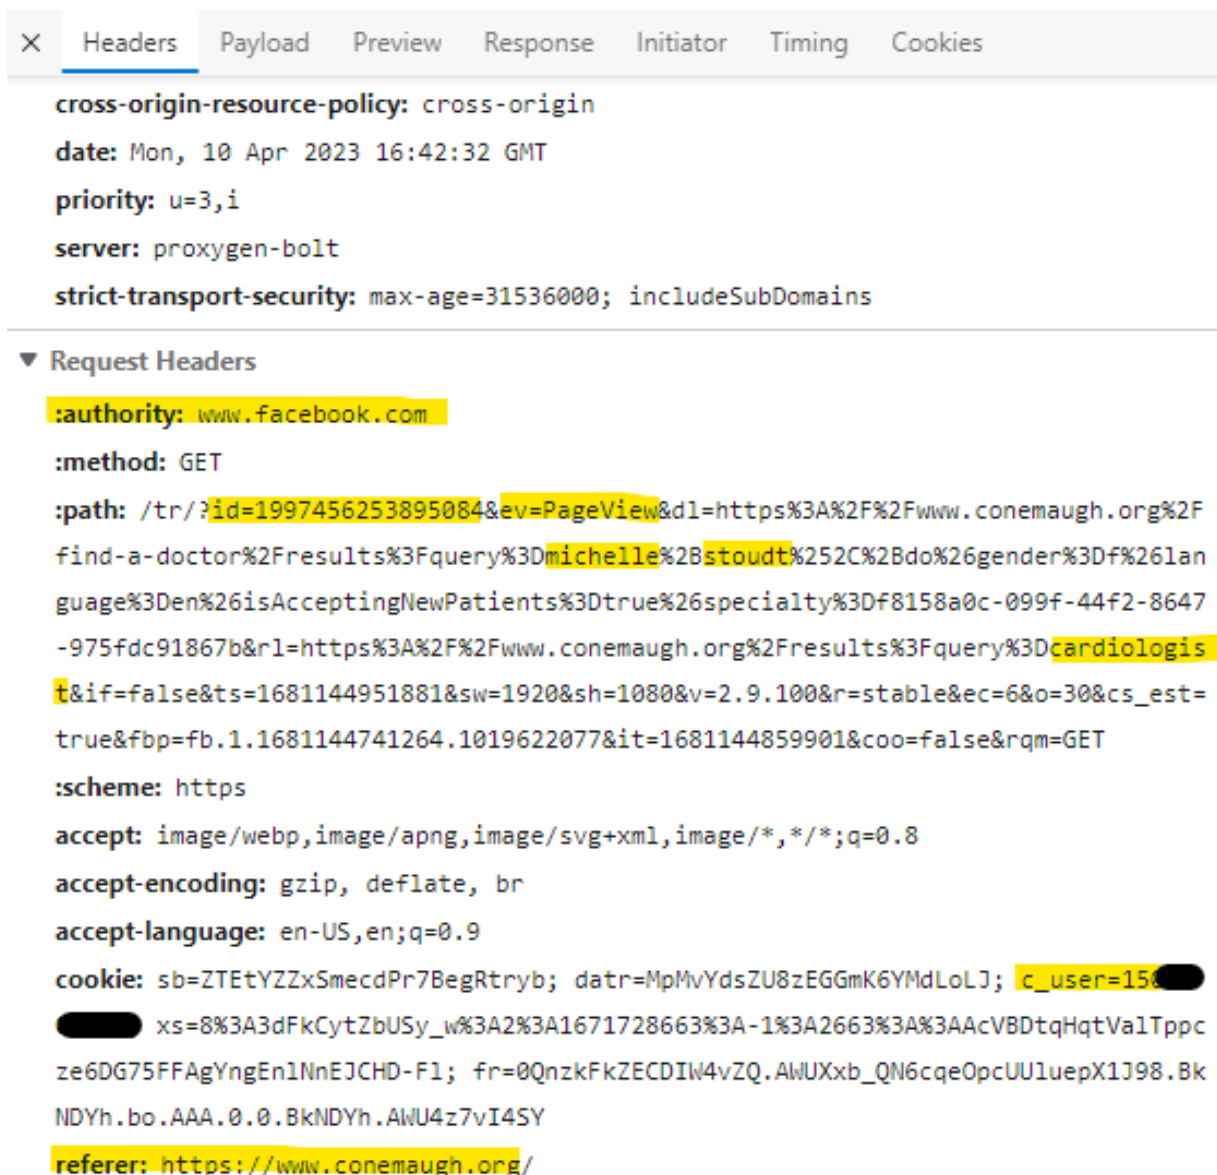 × Headers Payload Preview Response Initiator Timing Cookies
cross-origin-resource-policy: cross-origin
date: Mon, 10 Apr 2023 16:42:32 GMT
priority: u=3,i
server: proxygen-bolt
strict-transport-security: max-age=31536000; includeSubDomains
▼ Request Headers
:authority: www.facebook.com
:method: GET
:path: /tr/?id=1997456253895084&ev=PageView&dl=https%3A%2F%2Fwww.conemaugh.org%2F
find-a-doctor%2Fresults%3Fquery%3Dmichelle%2Bstoudt%252C%2Bdo%26gender%3Df%26lan
guage%3Den%26isAcceptingNewPatients%3Dtrue%26specialty%3Df8158a0c-099f-44f2-8647
-975fdc91867b&rl=https%3A%2F%2Fwww.conemaugh.org%2Fresults%3Fquery%3Dcardiologis
t&if=false&ts=1681144951881&sw=1920&sh=1080&v=2.9.100&r=stable&ec=6&o=30&cs_est=
true&fbp=fb.1.1681144741264.1019622077&it=1681144859901&coo=false&rqm=GET
:scheme: https
accept: image/webp,image/apng,image/svg+xml,image/*,*/*;q=0.8
accept-encoding: gzip, deflate, br
accept-language: en-US,en;q=0.9
cookie: sb=ZTEtYZZxSmecdPr7BegRtryb; datr=MpMvYdsZU8zEGGmK6YMdLoLJ; c_user=15
xs=8%3A3dFkCytZbUSy_w%3A2%3A1671728663%3A-1%3A2663%3A%3AAcVBDtqHqtValTppc
ze6DG75FFAgYngEnlNnEJCHD-Fl; fr=0QnzkFkZECDIW4vZQ.AWUXxb_QN6cqeOpcUUluepX1J98.Bk
NDYh.bo.AAA.0.0.BkNDYh.AWU4z7vI4SY
referer: https://www.conemaugh.org/